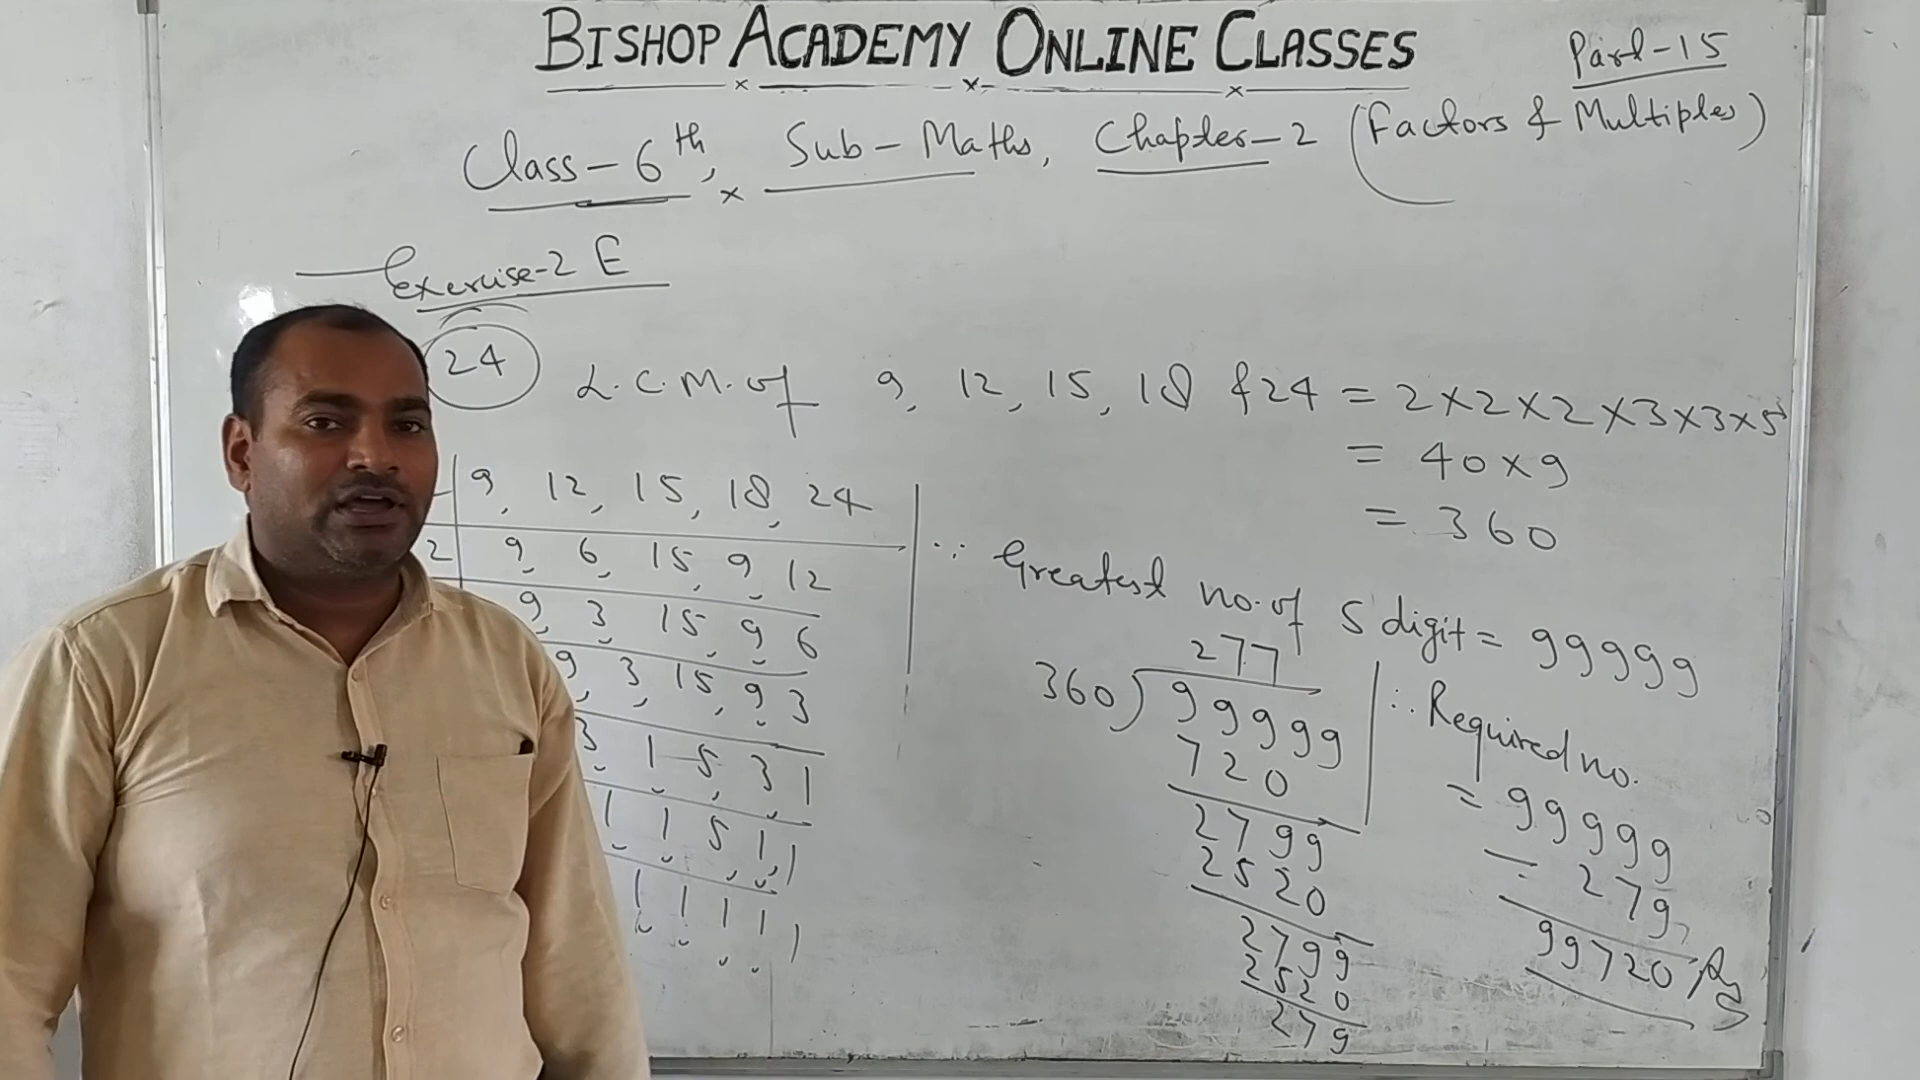 BISHOP ACADEMY ONLINE CLASSES
Part-15
Class-6th, Sub-Maths, Chapter-2 (Factors & Multiples)
Exercise-2 E
24
L.C.M. of 9, 12, 15, 18 & 24 = 2×2×2×3×3×5
= 40×9
= 360
9, 12, 15, 18, 24
2 9, 6, 15, 9, 12
9, 3, 15, 9, 6
9, 3, 15, 9, 3
3, 1, 5, 3, 1
1, 1, 5, 1, 1
1, 1, 1, 1, 1
∵ Greatest no. of 5 digit = 99999
277
360) 99999
720
2799
2520
2799
2520
279
∴ Required no.
= 99999
- 279
99720 Ans